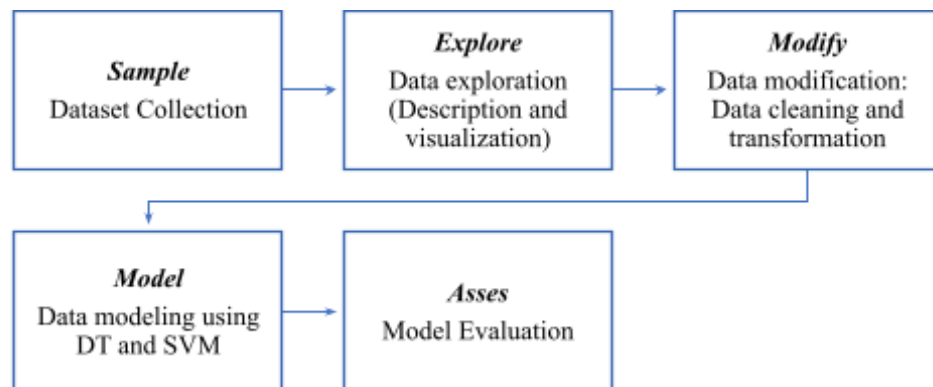 Sample
Dataset Collection
Explore
Data exploration
(Description and
visualization)
Modify
Data modification:
Data cleaning and
transformation
Model
Data modeling using
DT and SVM
Asses
Model Evaluation